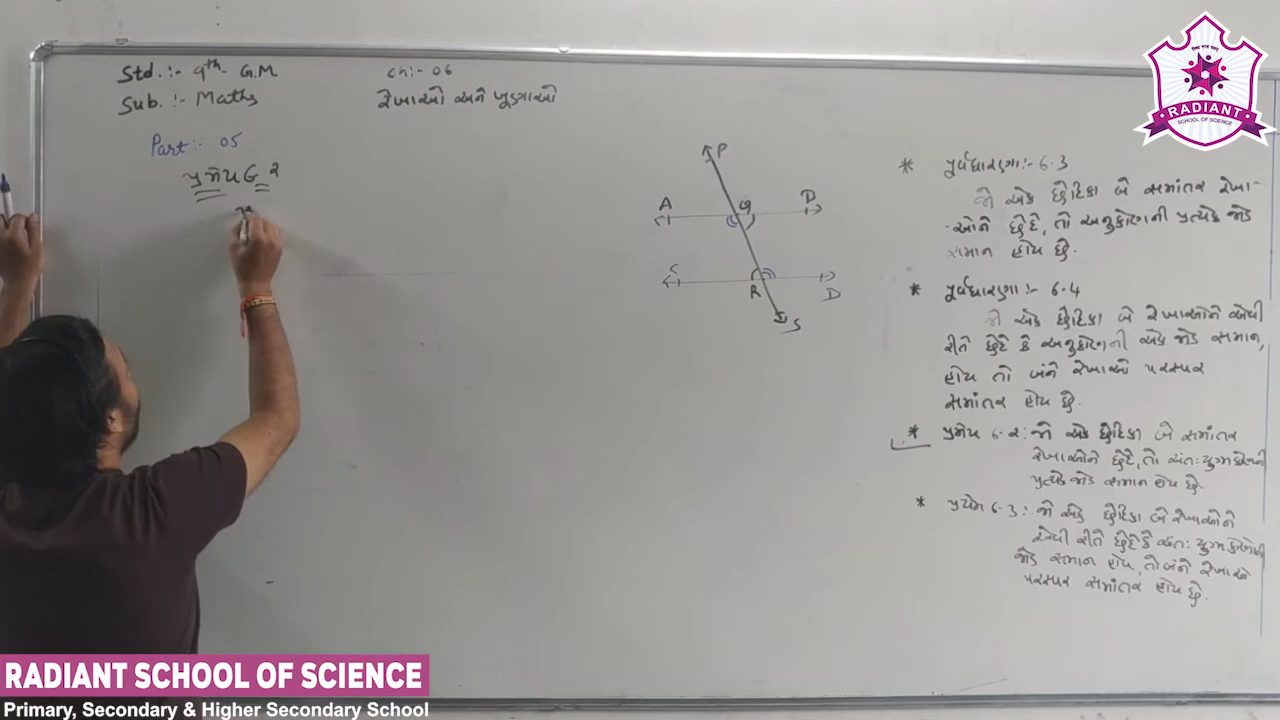 Std. :- 9th- G.M
Sub. :- Maths
ch :- 06
રેખાઓ અને ખૂણાઓ
Part :- 05
પ્રમેય 6.2
P
A
Q
B
C
R
D
S
* પૂર્વધારણા :- 6.3
જો એક છેદિકા બે સમાંતર રેખા-
-ઓને છેદે, તો અનુકોણની પ્રત્યેક જોડ
સમાન હોય છે.
* પૂર્વધારણા :- 6.4
જો એક છેદિકા બે રેખાઓને એવી
રીતે છેદે કે અનુકોણની એક જોડ સમાન,
હોય તો બંને રેખાઓ પરસ્પર
સમાંતર હોય છે.
* પ્રમેય 6.2 : જો એક છેદિકા બે સમાંતર
રેખાઓને છેદે, તો અંતઃયુગ્મકોણની
પ્રત્યેક જોડ સમાન હોય છે.
* પ્રમેય 6.3 : જો એક છેદિકા બે રેખાઓને
એવી રીતે છેદે કે અંતઃયુગ્મકોણની
જોડ સમાન હોય, તો બંને રેખાઓ
પરસ્પર સમાંતર હોય છે.
RADIANT
SCHOOL OF SCIENCE
RADIANT SCHOOL OF SCIENCE
Primary, Secondary & Higher Secondary School